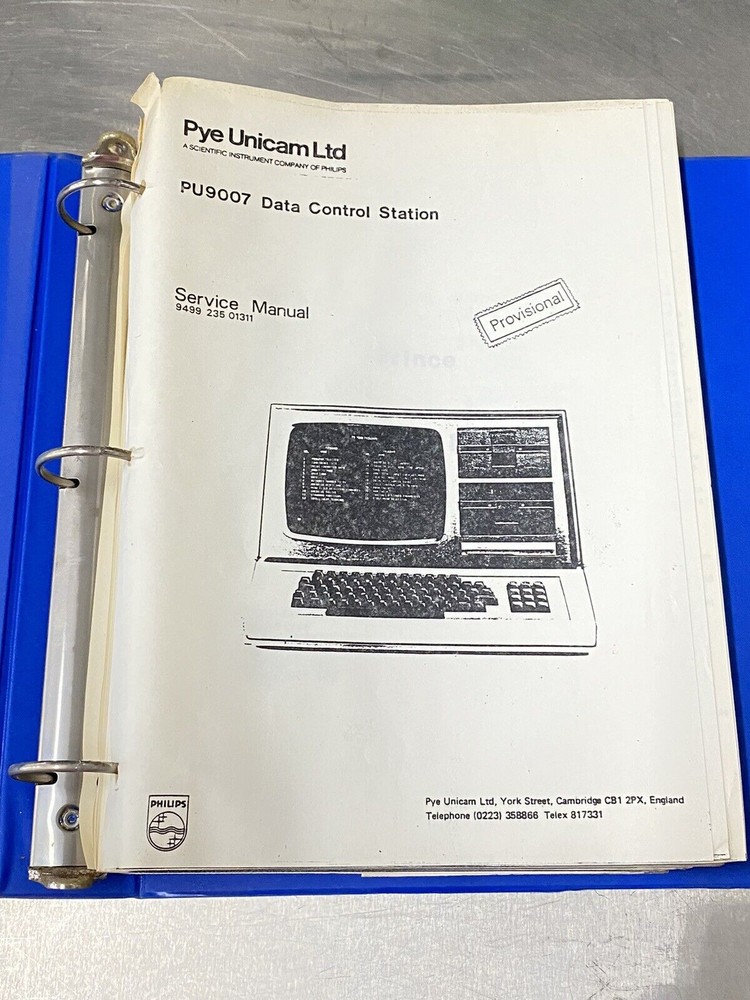 Pye Unicam Ltd
A SCIENTIFIC INSTRUMENT COMPANY OF PHILIPS
PU9007 Data Control Station
Service Manual
9499 235 01311
Provisional
PHILIPS
Pye Unicam Ltd, York Street, Cambridge CB1 2PX, England
Telephone (0223) 358866 Telex 817331